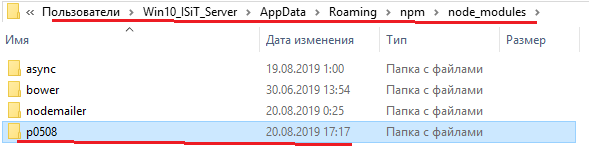 « Пользователи › Win10_ISiT_Server › AppData › Roaming › npm › node_modules ›
Имя Дата изменения Тип
async 19.08.2019 1:00 Папка с файлами
bower 30.06.2019 13:54 Папка с файлами
nodemailer 20.08.2019 0:25 Папка с файлами
p0508 20.08.2019 17:17 Папка с файлами